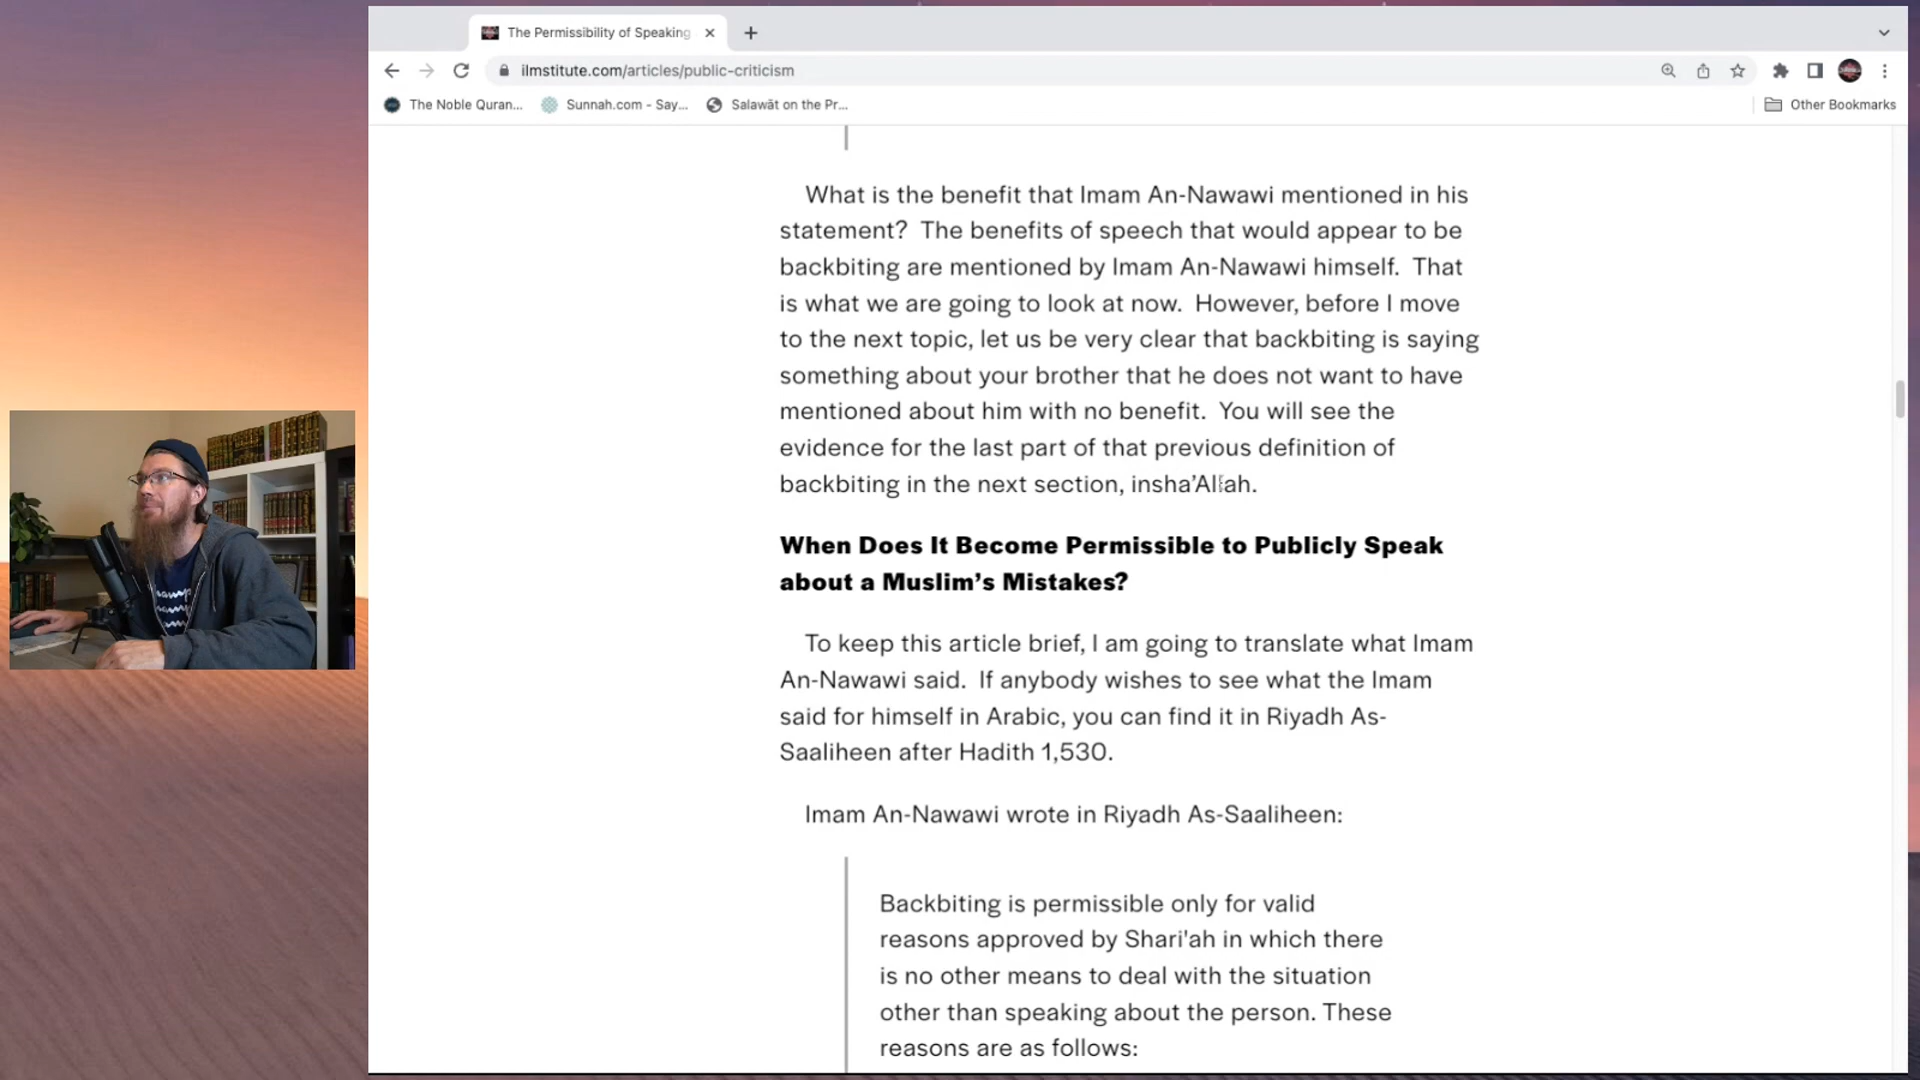 The Permissibility of Speaking
ilmstitute.com/articles/public-criticism
The Noble Quran...
Sunnah.com - Say...
Salawāt on the Pr...
Other Bookmarks
What is the benefit that Imam An-Nawawi mentioned in his
statement? The benefits of speech that would appear to be
backbiting are mentioned by Imam An-Nawawi himself. That
is what we are going to look at now. However, before I move
to the next topic, let us be very clear that backbiting is saying
something about your brother that he does not want to have
mentioned about him with no benefit. You will see the
evidence for the last part of that previous definition of
backbiting in the next section, insha’Allah.
When Does It Become Permissible to Publicly Speak
about a Muslim’s Mistakes?
To keep this article brief, I am going to translate what Imam
An-Nawawi said. If anybody wishes to see what the Imam
said for himself in Arabic, you can find it in Riyadh As-
Saaliheen after Hadith 1,530.
Imam An-Nawawi wrote in Riyadh As-Saaliheen:
Backbiting is permissible only for valid
reasons approved by Shari'ah in which there
is no other means to deal with the situation
other than speaking about the person. These
reasons are as follows: